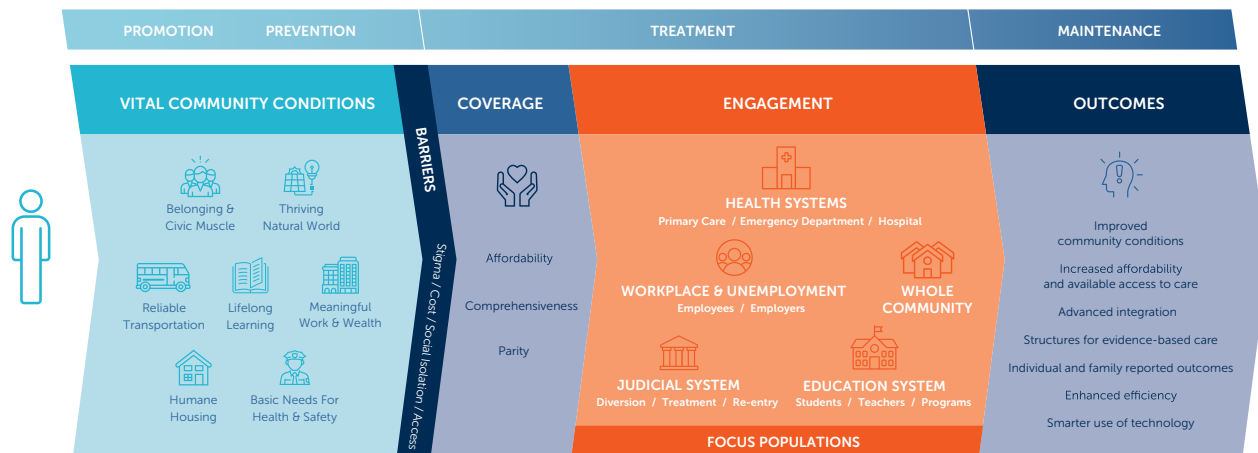 PROMOTION
PREVENTION
TREATMENT
MAINTENANCE
VITAL COMMUNITY CONDITIONS
Belonging &
Civic Muscle
Thriving
Natural World
Reliable
Transportation
Lifelong
Learning
Meaningful
Work & Wealth
Humane
Housing
Basic Needs For
Health & Safety
BARRIERS
Stigma / Cost / Social Isolation / Access
COVERAGE
Affordability
Comprehensiveness
Parity
ENGAGEMENT
HEALTH SYSTEMS
Primary Care / Emergency Department / Hospital
WORKPLACE & UNEMPLOYMENT
Employees / Employers
WHOLE
COMMUNITY
JUDICIAL SYSTEM
Diversion / Treatment / Re-entry
EDUCATION SYSTEM
Students / Teachers / Programs
FOCUS POPULATIONS
OUTCOMES
Improved
community conditions
Increased affordability
and available access to care
Advanced integration
Structures for evidence-based care
Individual and family reported outcomes
Enhanced efficiency
Smarter use of technology